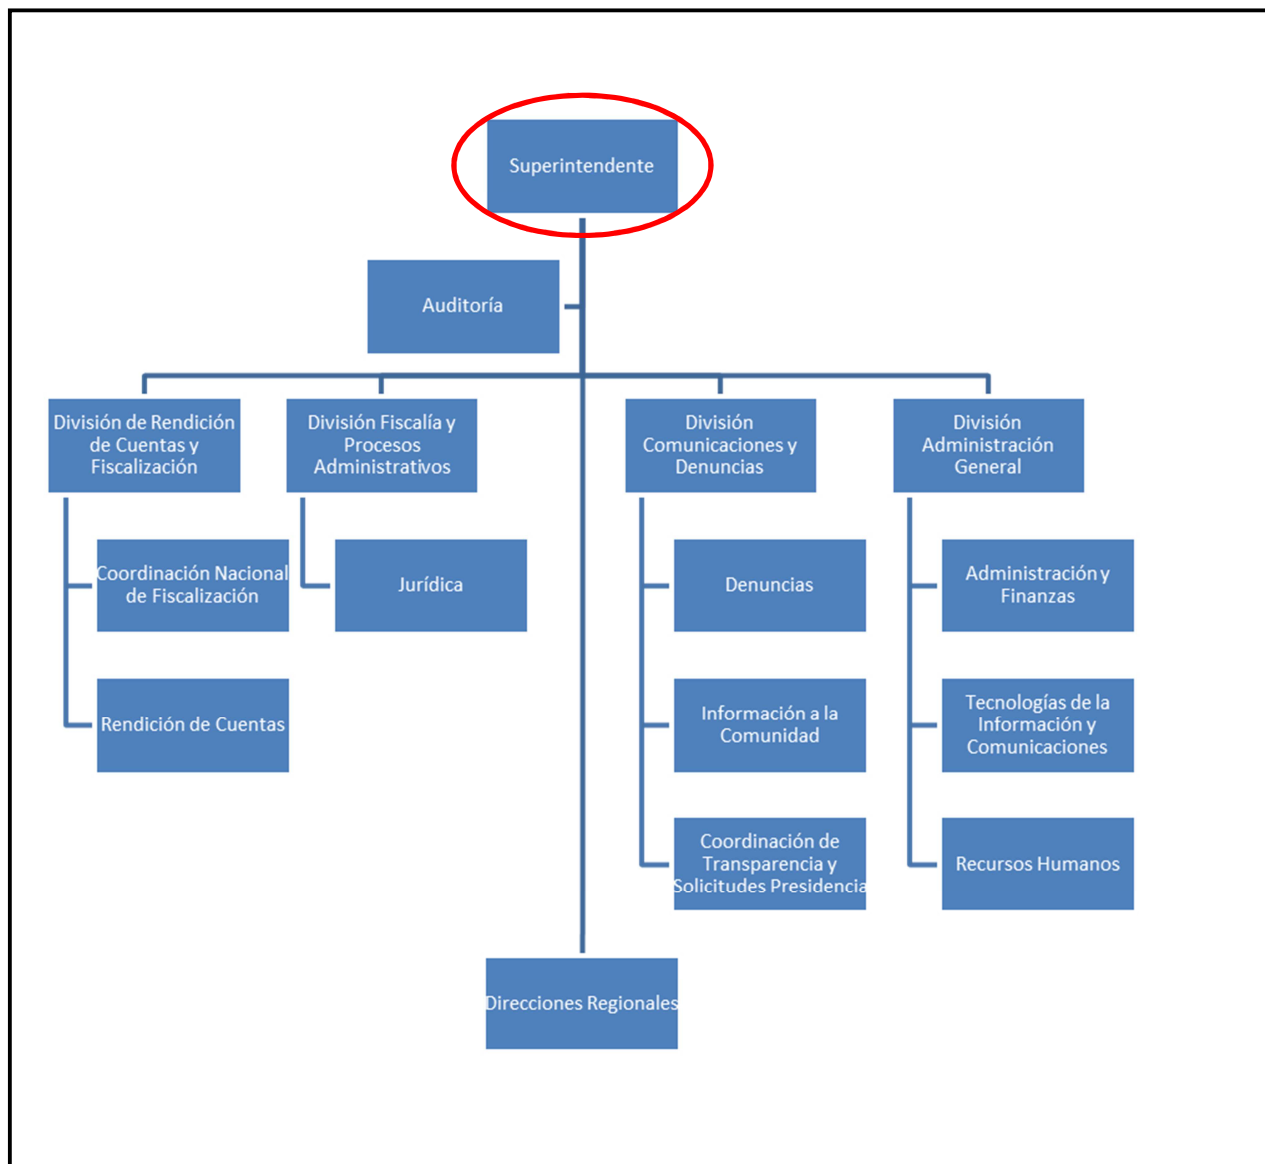 Superintendente
Auditoría
División de Rendición
de Cuentas y
Fiscalización
División Fiscalía y
Procesos
Administrativos
División
Comunicaciones y
Denuncias
División
Administración
General
Coordinación Nacional
de Fiscalización
Jurídica
Denuncias
Administración y
Finanzas
Rendición de Cuentas
Información a la
Comunidad
Tecnologías de la
Información y
Comunicaciones
Coordinación de
Transparencia y
Solicitudes Presidencia
Recursos Humanos
Direcciones Regionales